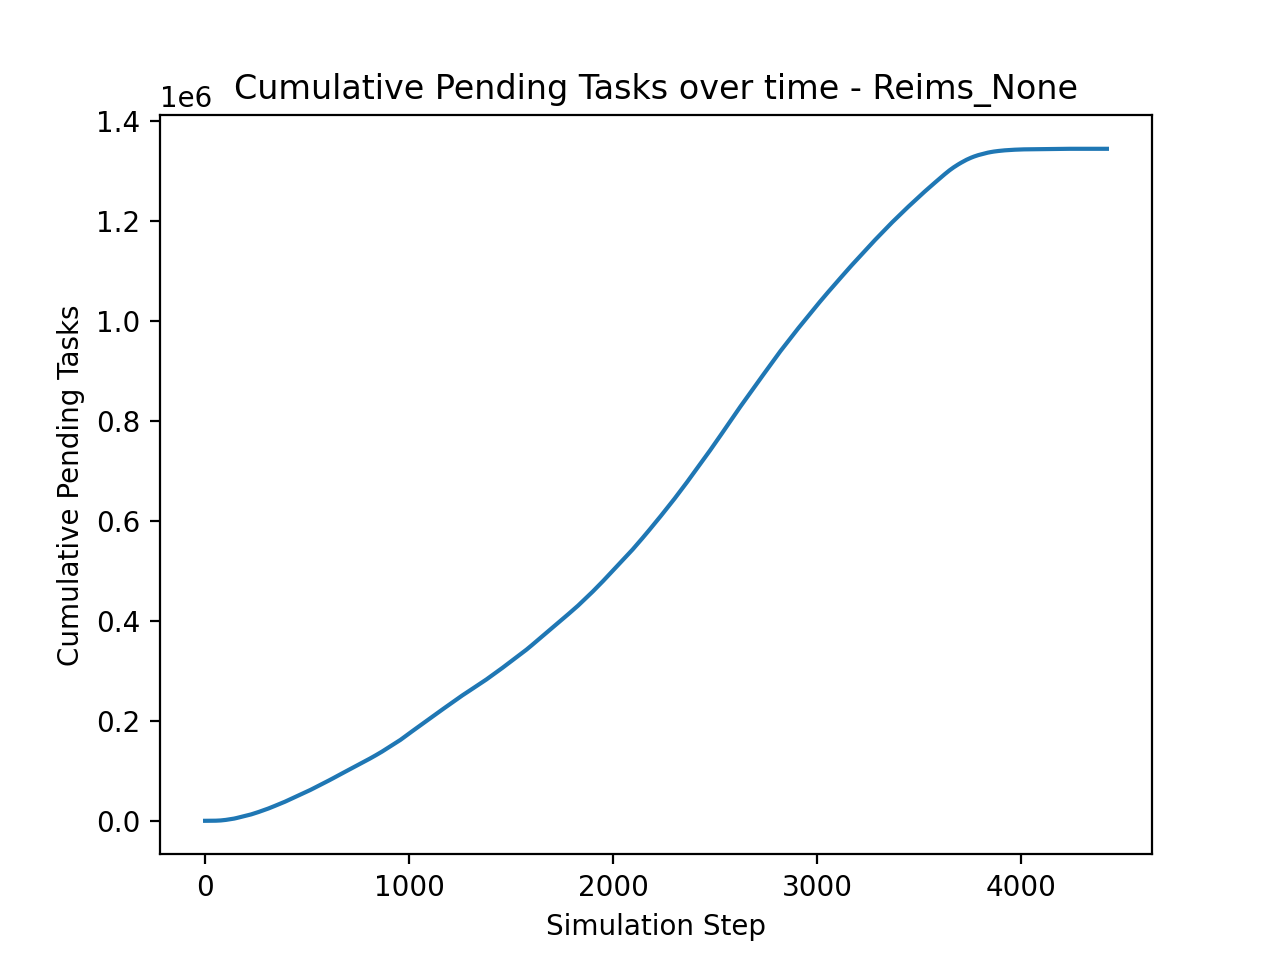 Cumulative Pending Tasks over time - Reims_None
1e6
1.4
1.2
1.0
0.8
0.6
0.4
0.2
0.0
Cumulative Pending Tasks
0 1000 2000 3000 4000
Simulation Step